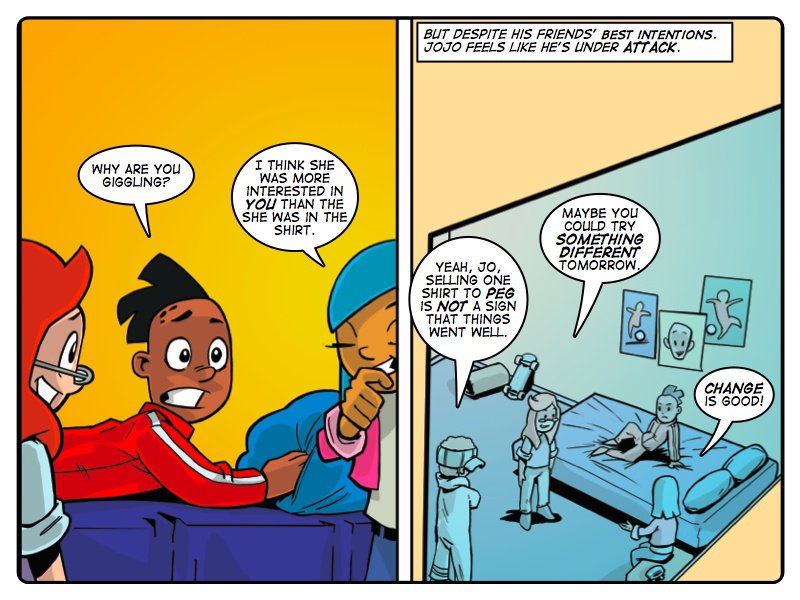 WHY ARE YOU
GIGGLING?
I THINK SHE
WAS MORE
INTERESTED IN
YOU THAN THE
SHE WAS IN THE
SHIRT.
BUT DESPITE HIS FRIENDS' BEST INTENTIONS.
JOJO FEELS LIKE HE'S UNDER ATTACK.
YEAH, JO,
SELLING ONE
SHIRT TO PEG
IS NOT A SIGN
THAT THINGS
WENT WELL.
MAYBE YOU
COULD TRY
SOMETHING
DIFFERENT
TOMORROW.
CHANGE
IS GOOD!